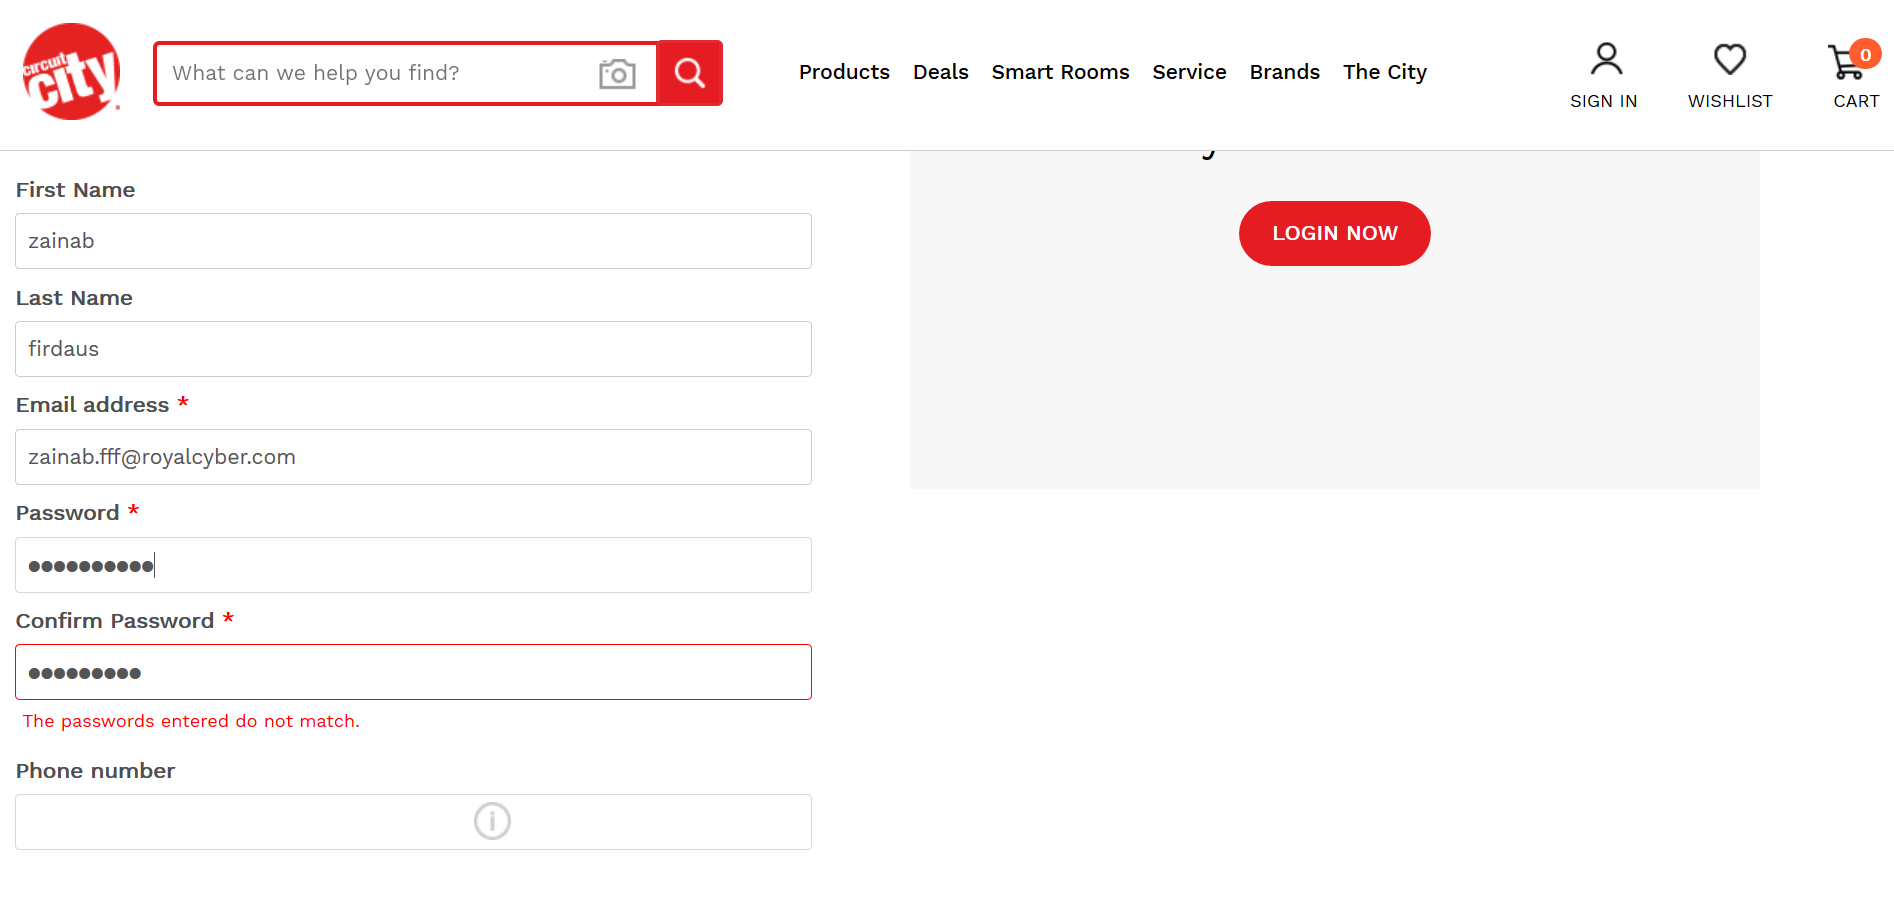 circuit
city
What can we help you find?
Products Deals Smart Rooms Service Brands The City
SIGN IN
WISHLIST
0
CART
First Name
zainab
LOGIN NOW
Last Name
firdaus
Email address *
zainab.fff@royalcyber.com
Password *
●●●●●●●●●●
Confirm Password *
●●●●●●●●●
The passwords entered do not match.
Phone number